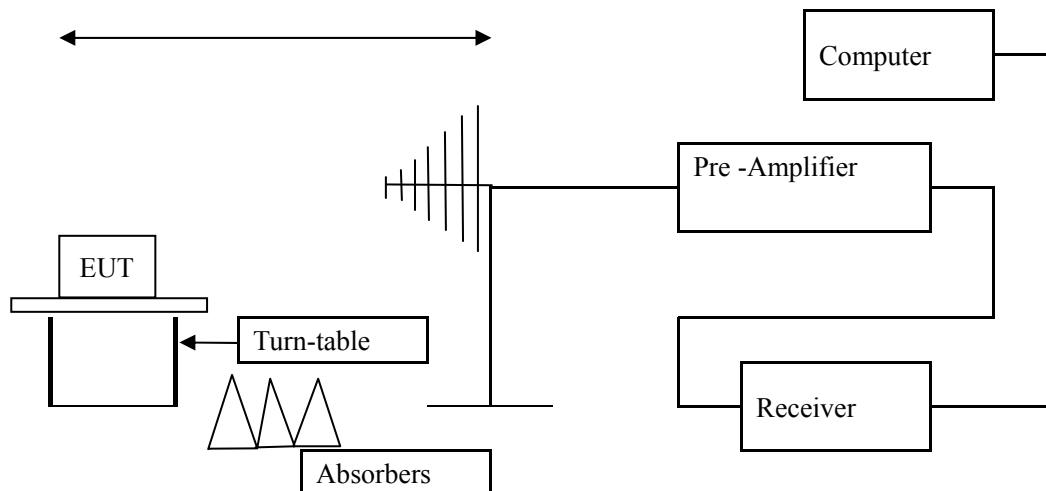 Computer
Pre -Amplifier
EUT
Turn-table
Receiver
Absorbers